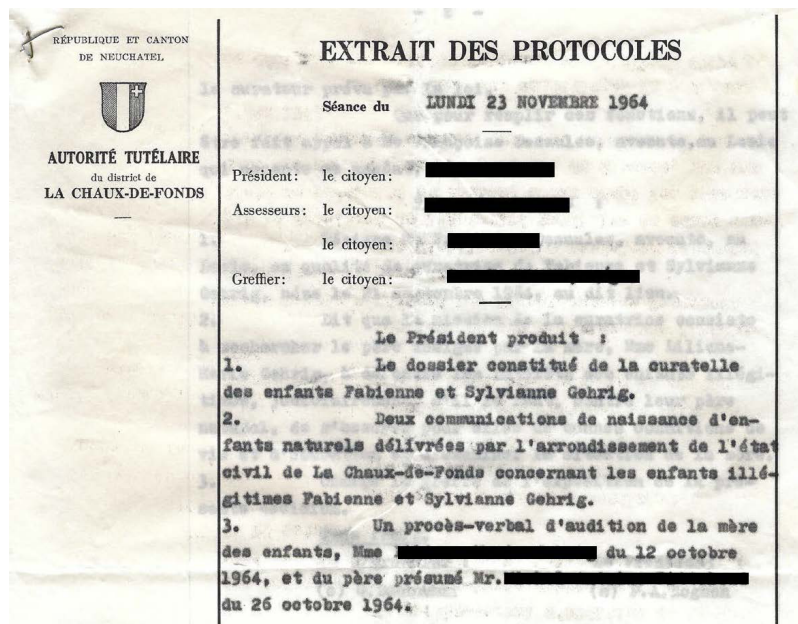 RÉPUBLIQUE ET CANTON
DE NEUCHATEL
AUTORITÉ TUTÉLAIRE
du district de
LA CHAUX-DE-FONDS
EXTRAIT DES PROTOCOLES
Séance du LUNDI 23 NOVEMBRE 1964
Président: le citoyen:
Assesseurs: le citoyen:
le citoyen:
Greffier: le citoyen:
Le Président produit :
1. Le dossier constitué de la curatelle
des enfants Fabienne et Sylvianne Gehrig.
2. Deux communications de naissance d'en-
fants naturels délivrées par l'arrondissement de l'état
civil de La Chaux-de-Fonds concernant les enfants illé-
gitimes Fabienne et Sylvianne Gehrig.
3. Un procès-verbal d'audition de la mère
des enfants, Mme du 12 octobre
1964, et du père présumé Mr.
du 26 octobre 1964.